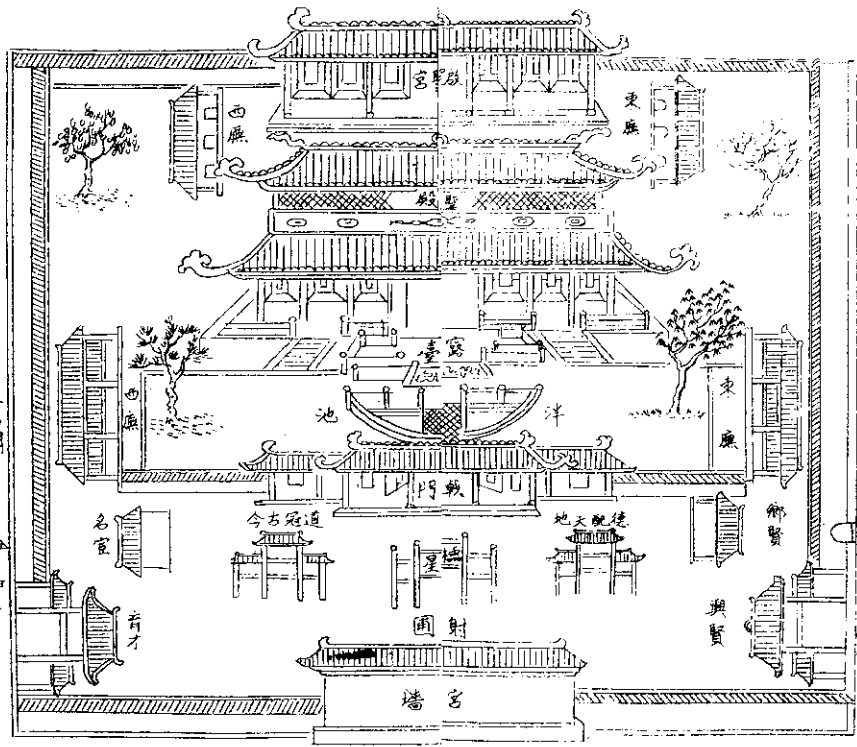 啟聖宮
東廡
西廡
聖殿
露臺
東廡
西廡
泮池
戟門
鄉賢
名宦
德配天地
道冠古今
櫺星
興賢
育才
射圃
宮墻